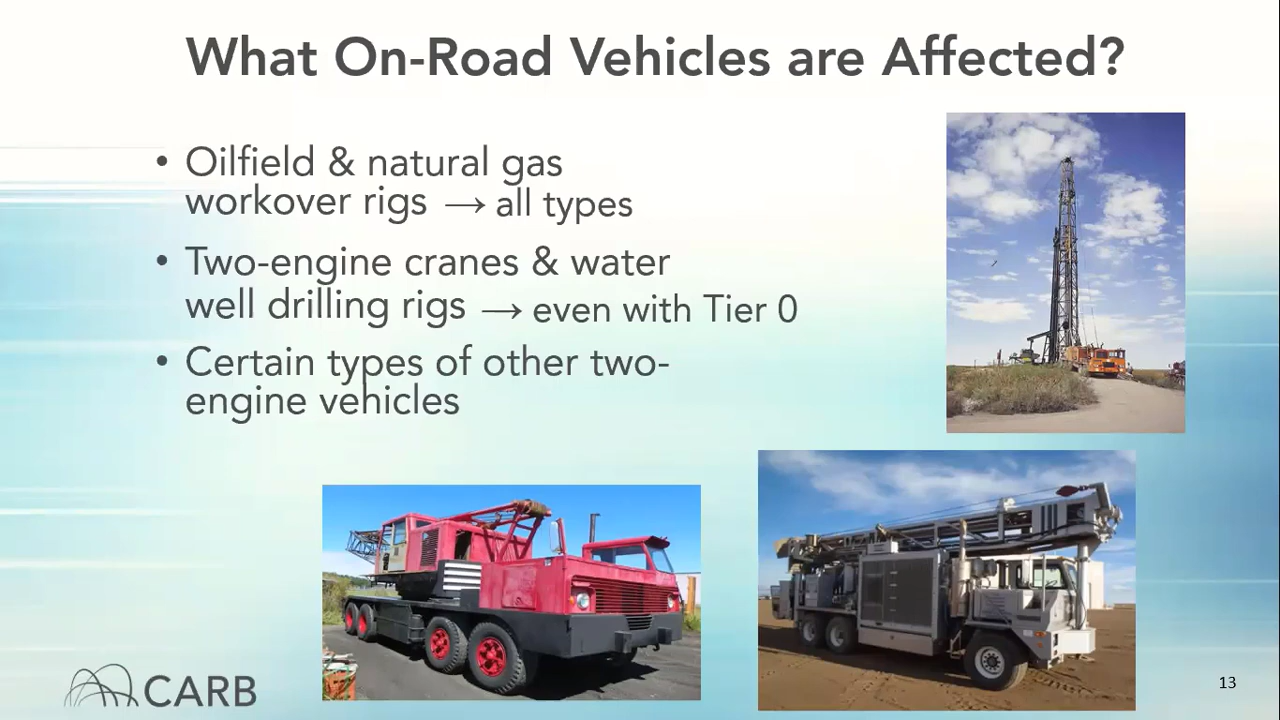 What On-Road Vehicles are Affected?
• Oilfield & natural gas
workover rigs → all types
• Two-engine cranes & water
well drilling rigs → even with Tier 0
• Certain types of other two-
engine vehicles
CARB
13